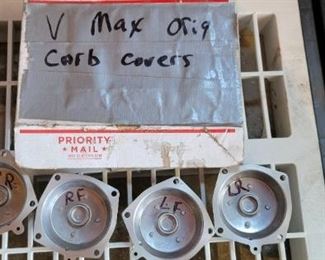 V Max Orig
Carb covers
PRIORITY
★ MAIL ★
R
RF
LF
LR